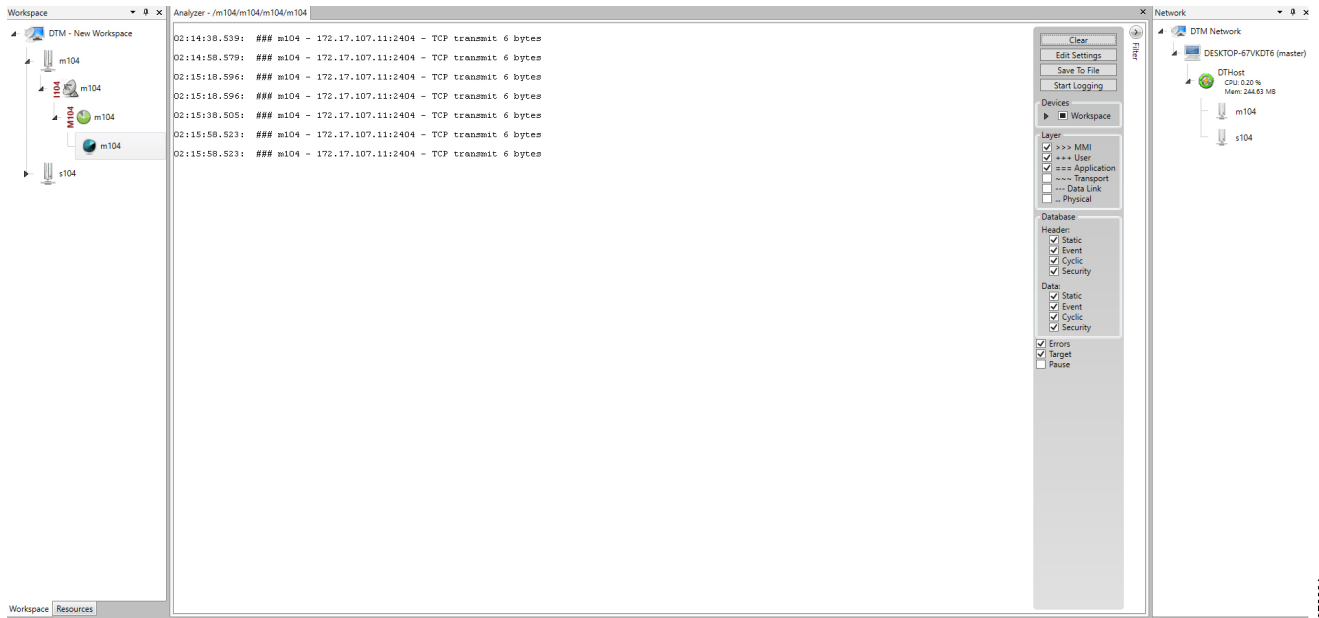 Workspace
DTM - New Workspace
m104
I104
m104
M104
m104
m104
s104
Workspace Resources
Analyzer - /m104/m104/m104/m104
02:14:38.539: ### m104 - 172.17.107.11:2404 - TCP transmit 6 bytes
02:14:58.579: ### m104 - 172.17.107.11:2404 - TCP transmit 6 bytes
02:15:18.596: ### m104 - 172.17.107.11:2404 - TCP transmit 6 bytes
02:15:18.596: ### m104 - 172.17.107.11:2404 - TCP transmit 6 bytes
02:15:38.505: ### m104 - 172.17.107.11:2404 - TCP transmit 6 bytes
02:15:58.523: ### m104 - 172.17.107.11:2404 - TCP transmit 6 bytes
02:15:58.523: ### m104 - 172.17.107.11:2404 - TCP transmit 6 bytes
Clear
Edit Settings
Save To File
Start Logging
Devices
Workspace
Layer
>>> MMI
+++ User
=== Application
~~~ Transport
--- Data Link
.. Physical
Database
Header:
Static
Event
Cyclic
Security
Data:
Static
Event
Cyclic
Security
Errors
Target
Pause
Filter
Network
DTM Network
DESKTOP-67VKDT6 (master)
DTHost
CPU: 0.20 %
Mem: 244.63 MB
m104
s104